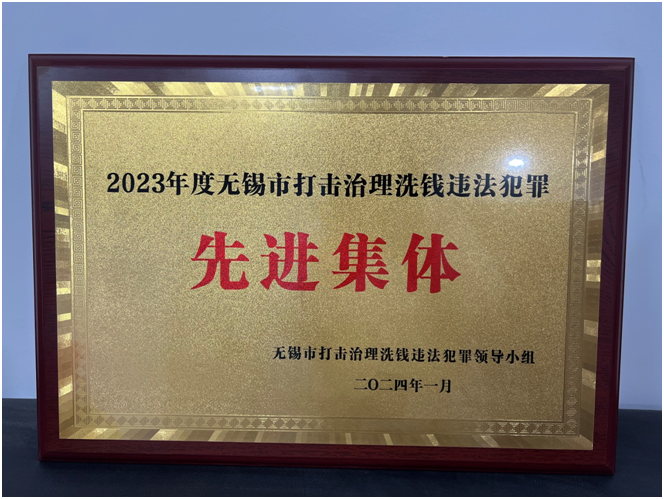 2023年度无锡市打击治理洗钱违法犯罪
先进集体
无锡市打击治理洗钱违法犯罪领导小组
二〇二四年一月